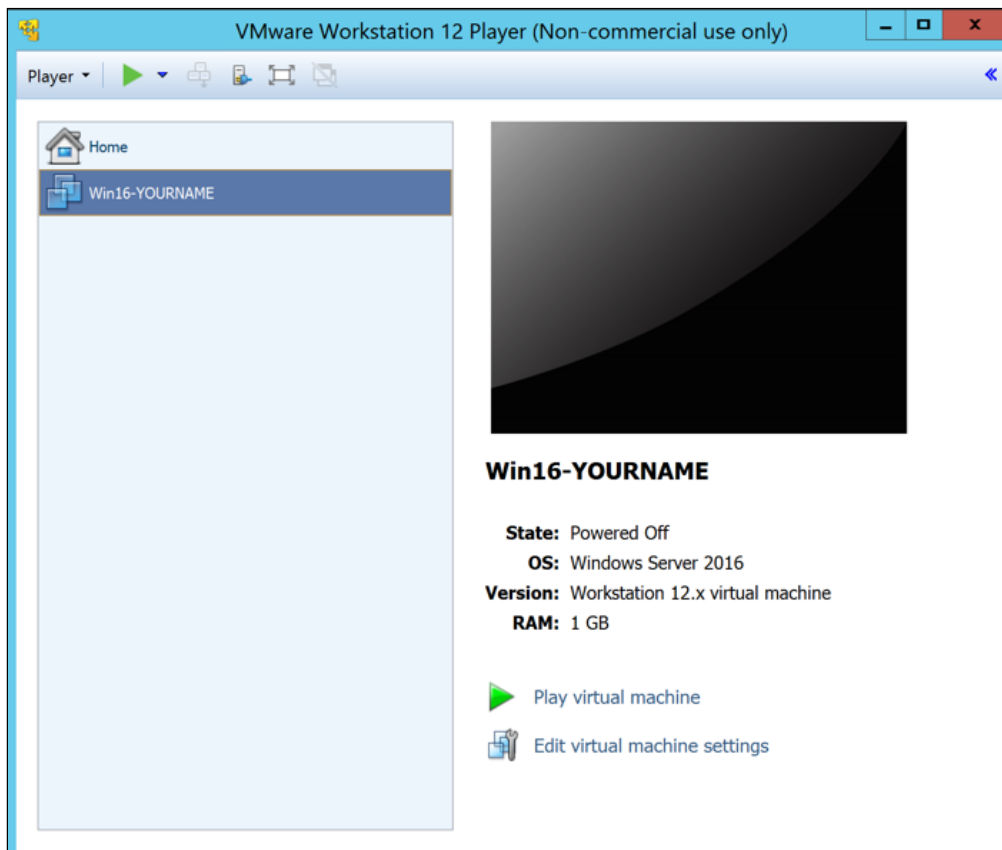 VMware Workstation 12 Player (Non-commercial use only)
Player
Home
Win16-YOURNAME
Win16-YOURNAME
State: Powered Off
OS: Windows Server 2016
Version: Workstation 12.x virtual machine
RAM: 1 GB
Play virtual machine
Edit virtual machine settings